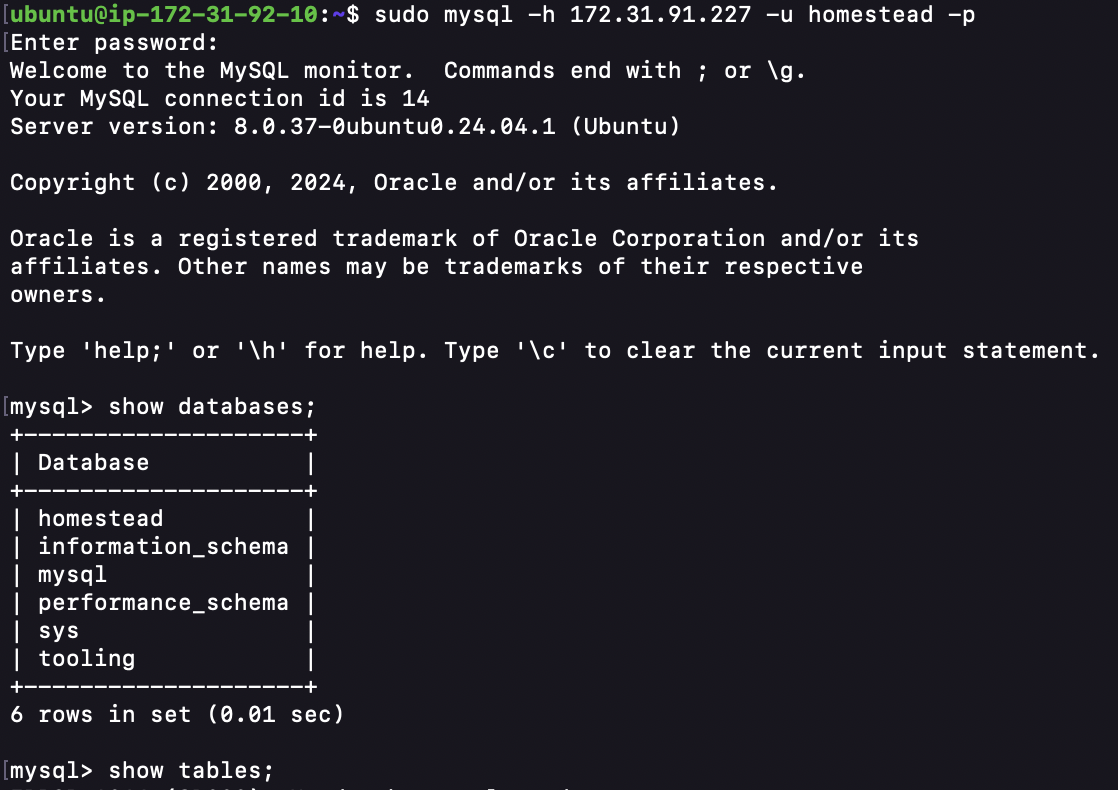 [ubuntu@ip-172-31-92-10:~$ sudo mysql -h 172.31.91.227 -u homestead -p
[Enter password:
Welcome to the MySQL monitor.  Commands end with ; or \g.
Your MySQL connection id is 14
Server version: 8.0.37-0ubuntu0.24.04.1 (Ubuntu)

Copyright (c) 2000, 2024, Oracle and/or its affiliates.

Oracle is a registered trademark of Oracle Corporation and/or its
affiliates. Other names may be trademarks of their respective
owners.

Type 'help;' or '\h' for help. Type '\c' to clear the current input statement.

[mysql> show databases;
+--------------------+
| Database           |
+--------------------+
| homestead          |
| information_schema |
| mysql              |
| performance_schema |
| sys                |
| tooling            |
+--------------------+
6 rows in set (0.01 sec)

[mysql> show tables;